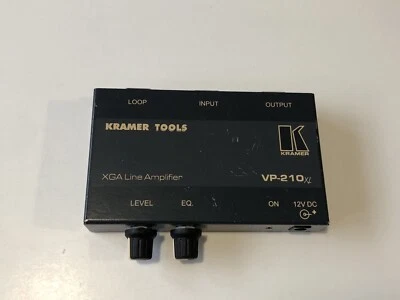 LOOP INPUT OUTPUT
KRAMER TOOLS
K
KRAMER
XGA Line Amplifier VP-210xl
LEVEL EQ. ON 12V DC